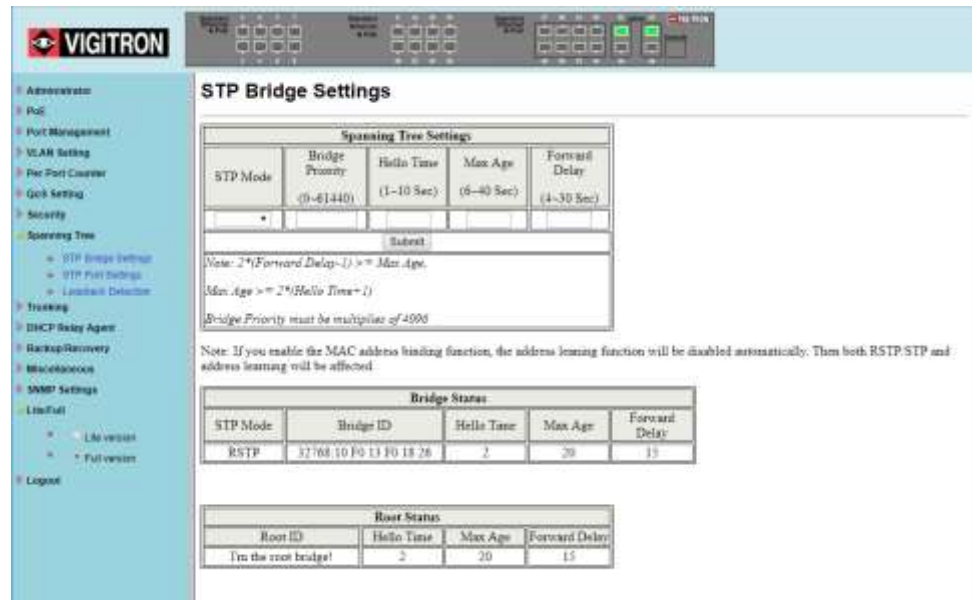 VIGITRON
Administrator
PoE
Port Management
VLAN Setting
Per Port Counter
QoS Setting
Security
Spanning Tree
STP Bridge Settings
STP Port Settings
Loopback Detection
Trunking
DHCP Relay Agent
Backup/Recovery
Miscellaneous
SNMP Settings
Lite/Full
Lite version
Full version
Logout
STP Bridge Settings
Spanning Tree Settings
STP Mode
Bridge Priority (0~61440)
Hello Time (1~10 Sec)
Max Age (6~40 Sec)
Forward Delay (4~30 Sec)
Submit
Note: 2*(Forward Delay-1) >= Max Age,
Max Age >= 2*(Hello Time+1)
Bridge Priority must be multiplies of 4096
Note: If you enable the MAC address binding function, the address leaning function will be disabled automatically. Then both RSTP/STP and
address learning will be affected.
Bridge Status
STP Mode Bridge ID Hello Time Max Age Forward Delay
RSTP 32768:10 F0 13 F0 18 26 2 20 15
Root Status
Root ID Hello Time Max Age Forward Delay
I'm the root bridge! 2 20 15